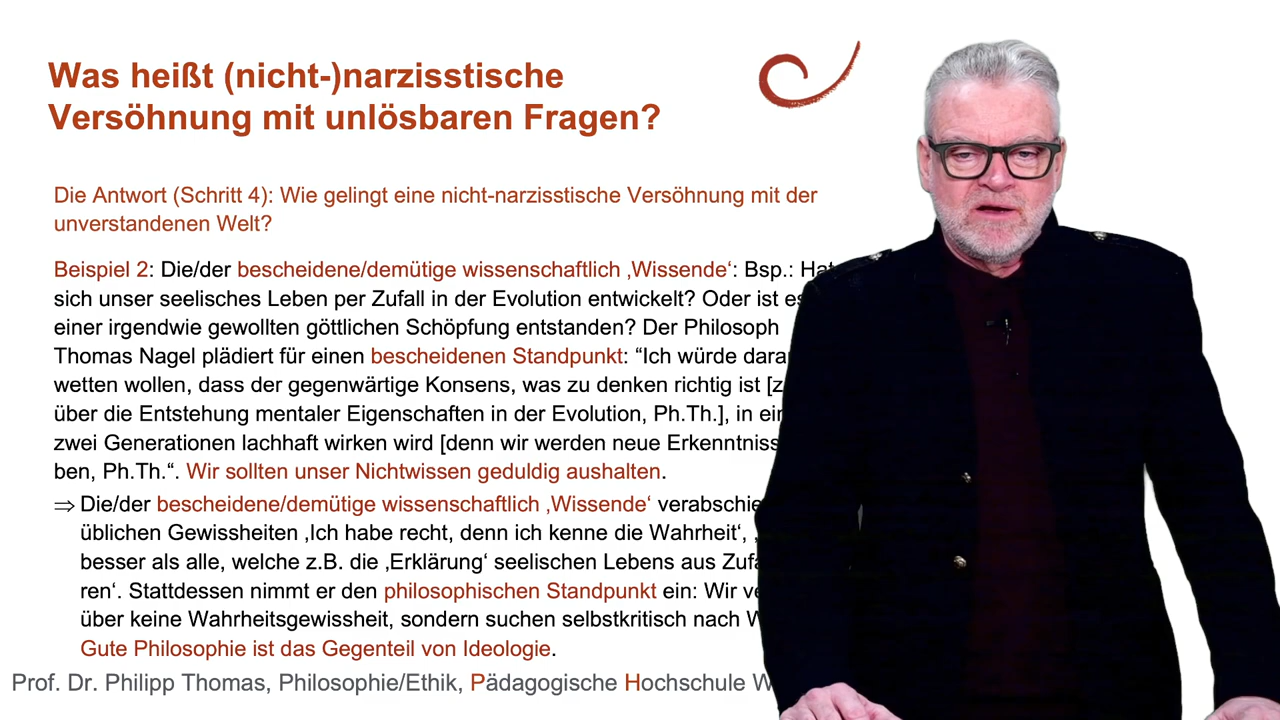 Was heißt (nicht-)narzisstische
Versöhnung mit unlösbaren Fragen?
Die Antwort (Schritt 4): Wie gelingt eine nicht-narzisstische Versöhnung mit der
unverstandenen Welt?
Beispiel 2: Die/der bescheidene/demütige wissenschaftlich ‚Wissende‘: Bsp.: Hat
sich unser seelisches Leben per Zufall in der Evolution entwickelt? Oder ist es
einer irgendwie gewollten göttlichen Schöpfung entstanden? Der Philosoph
Thomas Nagel plädiert für einen bescheidenen Standpunkt: “Ich würde
wetten wollen, dass der gegenwärtige Konsens, was zu denken richtig ist
über die Entstehung mentaler Eigenschaften in der Evolution, Ph.Th.], in
zwei Generationen lachhaft wirken wird [denn wir werden neue
ben, Ph.Th.“. Wir sollten unser Nichtwissen geduldig aushalten.
⇒ Die/der bescheidene/demütige wissenschaftlich ‚Wissende‘
üblichen Gewissheiten ‚Ich habe recht, denn ich kenne die Wahrheit‘,
besser als alle, welche z.B. die ‚Erklärung‘ seelischen Lebens aus
ren‘. Stattdessen nimmt er den philosophischen Standpunkt ein: Wir
über keine Wahrheitsgewissheit, sondern suchen selbstkritisch nach
Gute Philosophie ist das Gegenteil von Ideologie.
Prof. Dr. Philipp Thomas, Philosophie/Ethik, Pädagogische Hochschule